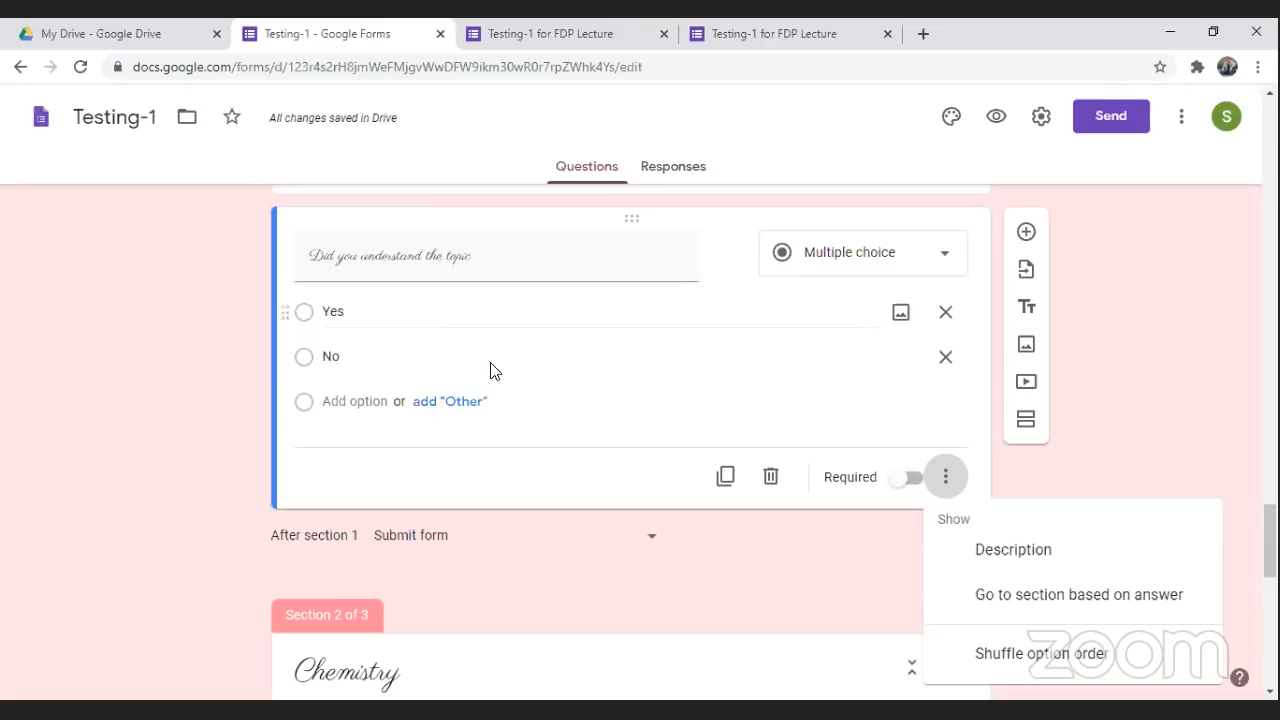 My Drive - Google Drive
Testing-1 - Google Forms
Testing-1 for FDP Lecture
Testing-1 for FDP Lecture
docs.google.com/forms/d/123r4s2rH8jmWeFMjgvWwDFW9ikm30wR0r7rpZWhk4Ys/edit
Testing-1
All changes saved in Drive
Send
S
Questions
Responses
Did you understand the topic
Multiple choice
Yes
No
Add option or add "Other"
Required
Show
Description
Go to section based on answer
Shuffle option order
After section 1 Submit form
Section 2 of 3
Chemistry
zoom